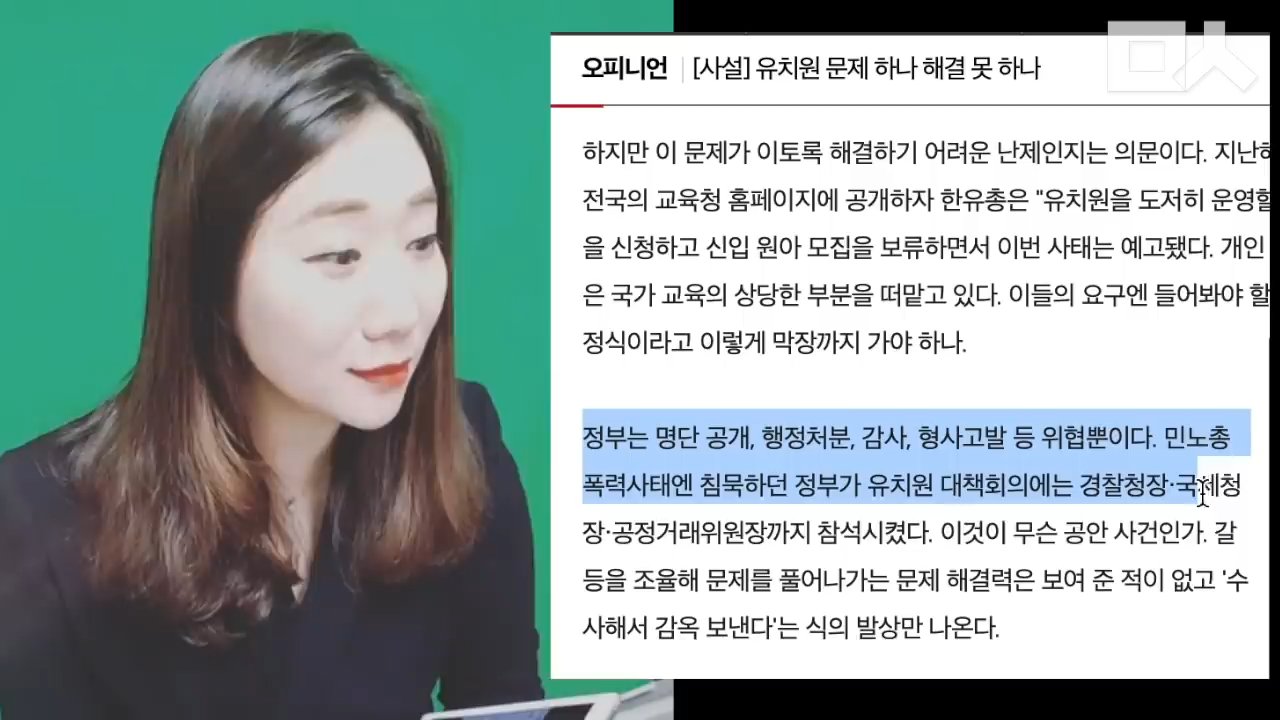 ㅁㅅ
오피니언 [사설] 유치원 문제 하나 해결 못 하나
하지만 이 문제가 이토록 해결하기 어려운 난제인지는 의문이다. 지난해
전국의 교육청 홈페이지에 공개하자 한유총은 "유치원을 도저히 운영할
을 신청하고 신입 원아 모집을 보류하면서 이번 사태는 예고됐다. 개인
은 국가 교육의 상당한 부분을 떠맡고 있다. 이들의 요구엔 들어봐야 할
정식이라고 이렇게 막장까지 가야 하나.
정부는 명단 공개, 행정처분, 감사, 형사고발 등 위협뿐이다. 민노총
폭력사태엔 침묵하던 정부가 유치원 대책회의에는 경찰청장·국세청
장·공정거래위원장까지 참석시켰다. 이것이 무슨 공안 사건인가. 갈
등을 조율해 문제를 풀어나가는 문제 해결력은 보여 준 적이 없고 '수
사해서 감옥 보낸다'는 식의 발상만 나온다.